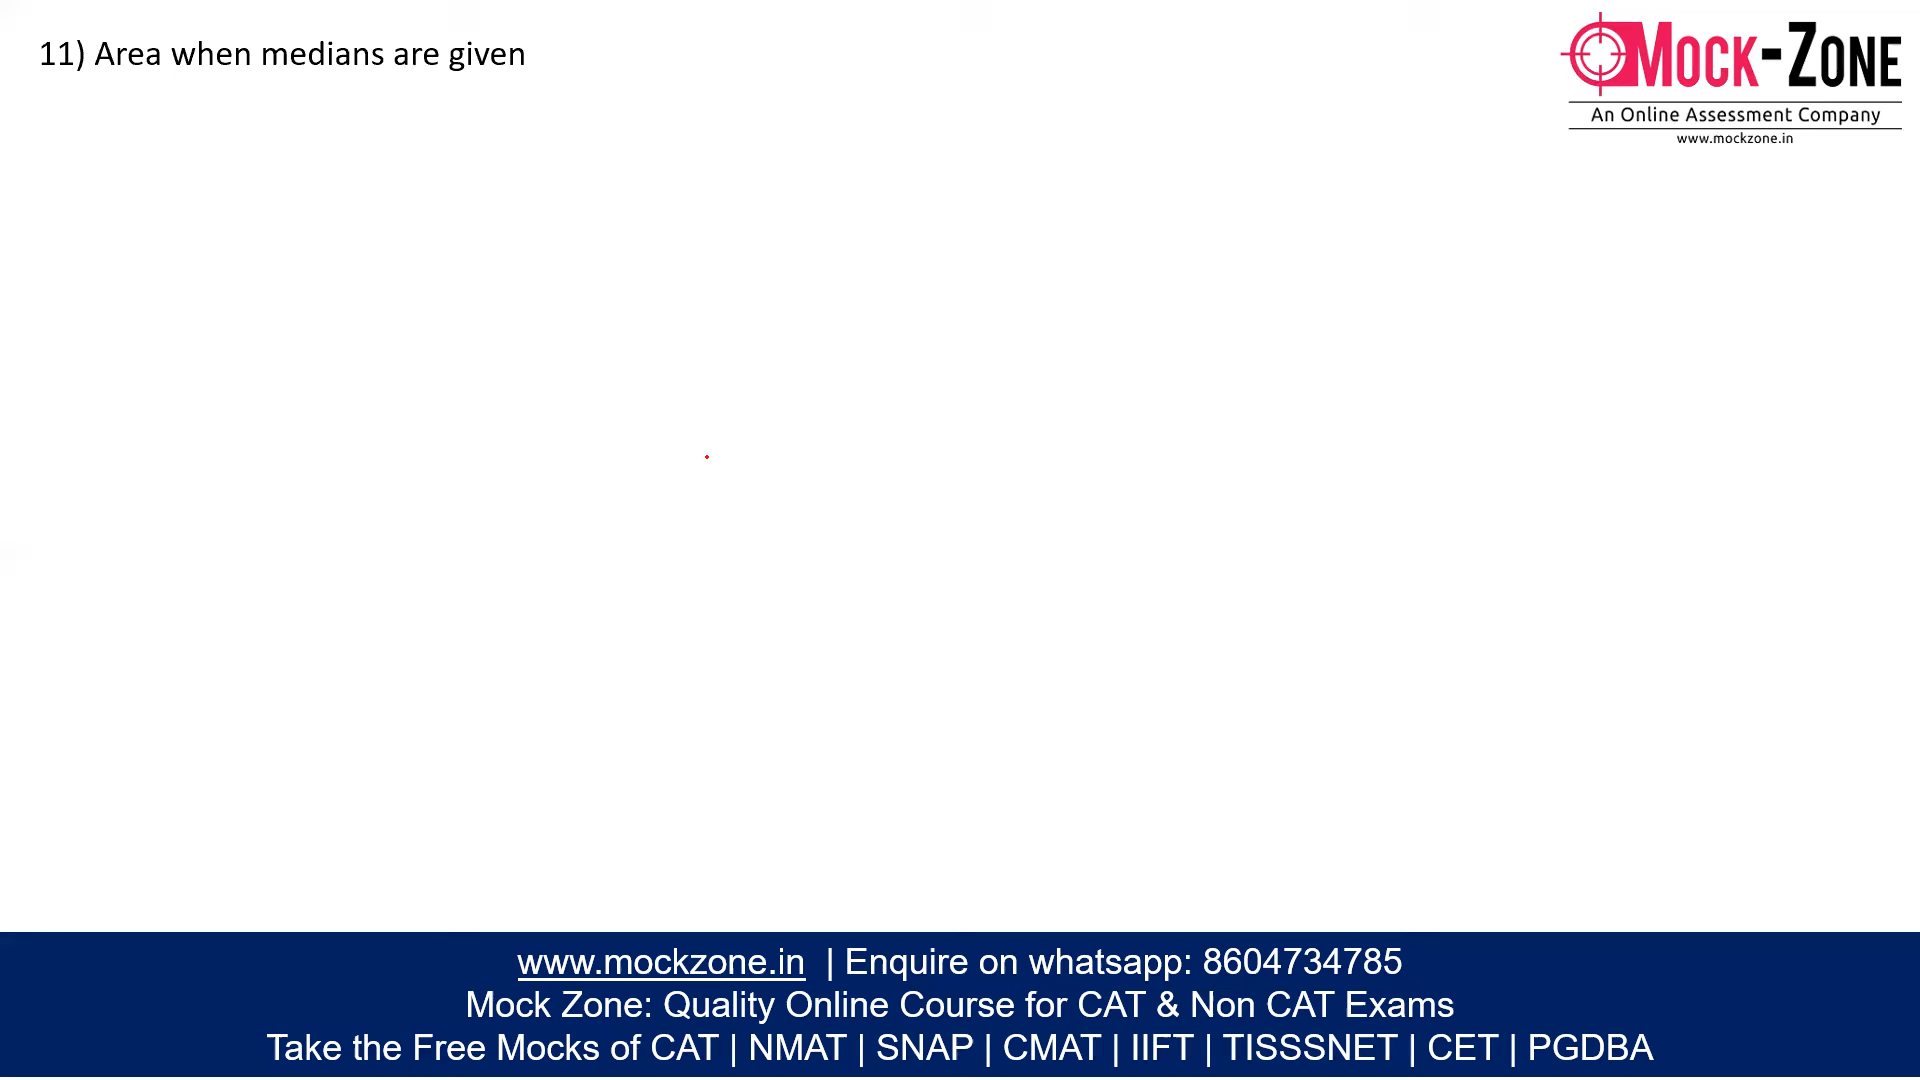 11) Area when medians are given
Mock-Zone
An Online Assessment Company
www.mockzone.in
www.mockzone.in | Enquire on whatsapp: 8604734785
Mock Zone: Quality Online Course for CAT & Non CAT Exams
Take the Free Mocks of CAT | NMAT | SNAP | CMAT | IIFT | TISSSNET | CET | PGDBA